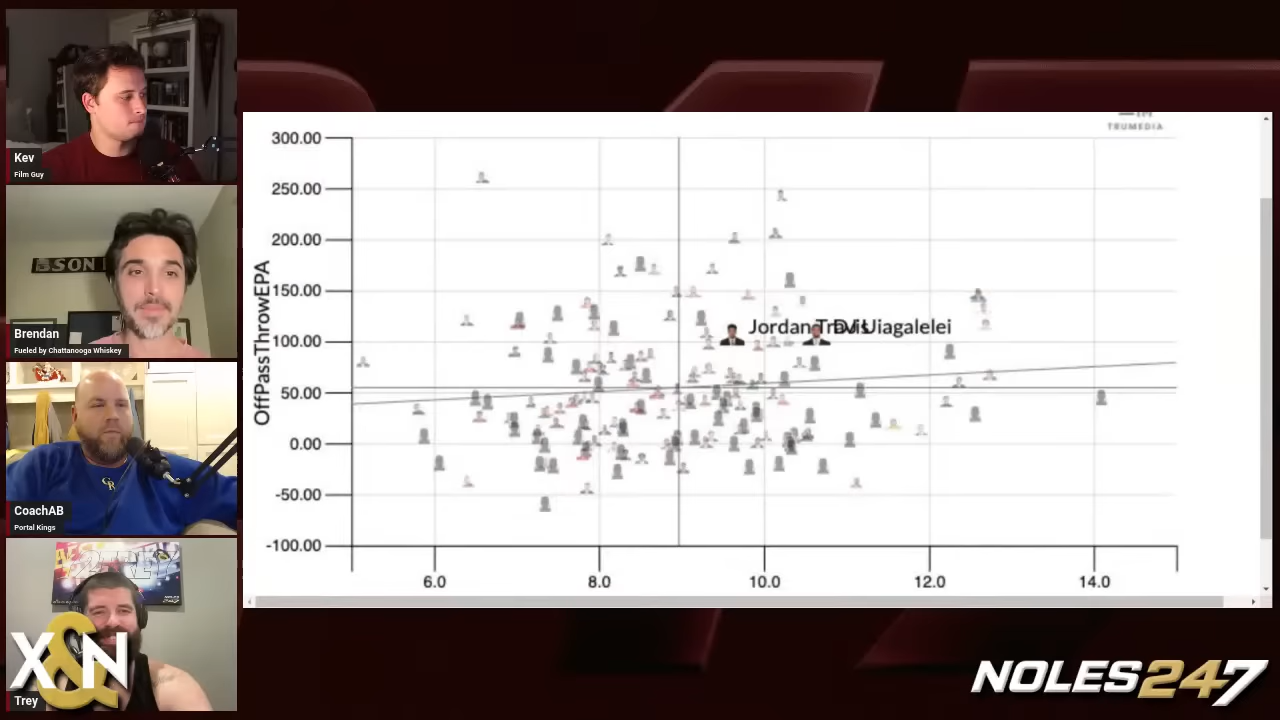 Kev
Film Guy
SON
Brendan
Fueled by Chattanooga Whiskey
CoachAB
Portal Kings
X&N
Trey
TRUMEDIA
300.00
250.00
200.00
150.00
100.00
50.00
0.00
-50.00
-100.00
OffPassThrowEPA
Jordan Travis
DJ Uiagalelei
6.0
8.0
10.0
12.0
14.0
NOLES247